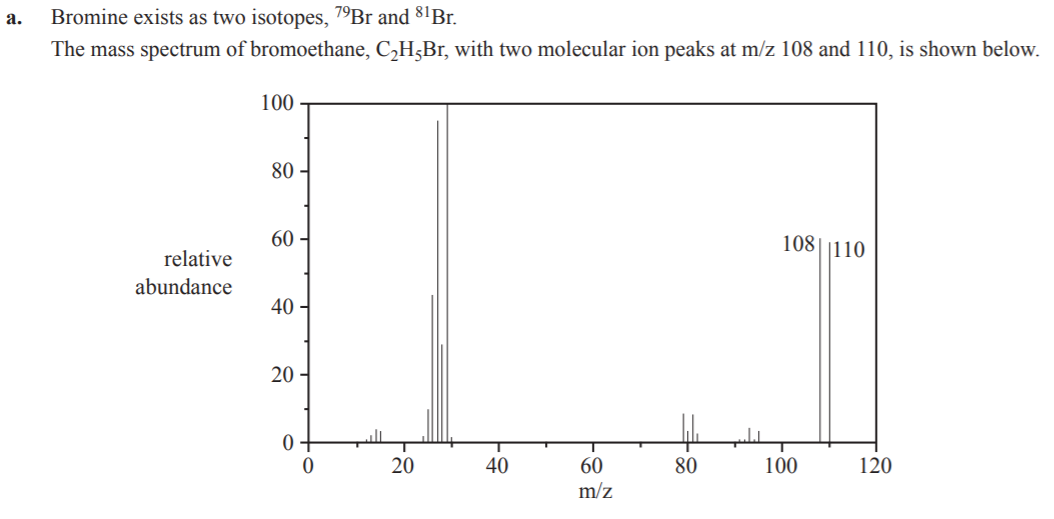 a. Bromine exists as two isotopes, ⁷⁹Br and ⁸¹Br.
The mass spectrum of bromoethane, C₂H₅Br, with two molecular ion peaks at m/z 108 and 110, is shown below.
100
80
60
40
20
0
relative
abundance
108
110
0 20 40 60 80 100 120
m/z